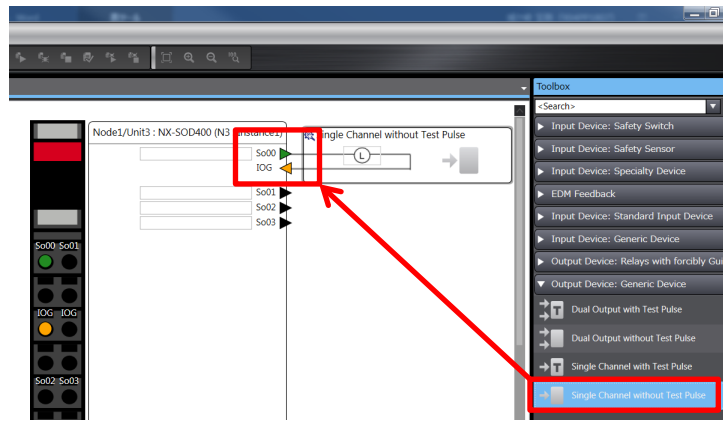 Toolbox
<Search>
Node1/Unit3 : NX-SOD400 (N3 : Instance1)
Single Channel without Test Pulse
So00
L
IOG
So01
So02
So03
So00 So01
IOG IOG
So02 So03
Input Device: Safety Switch
Input Device: Safety Sensor
Input Device: Specialty Device
EDM Feedback
Input Device: Standard Input Device
Input Device: Generic Device
Output Device: Relays with forcibly Gui
Output Device: Generic Device
T Dual Output with Test Pulse
Dual Output without Test Pulse
T Single Channel with Test Pulse
Single Channel without Test Pulse